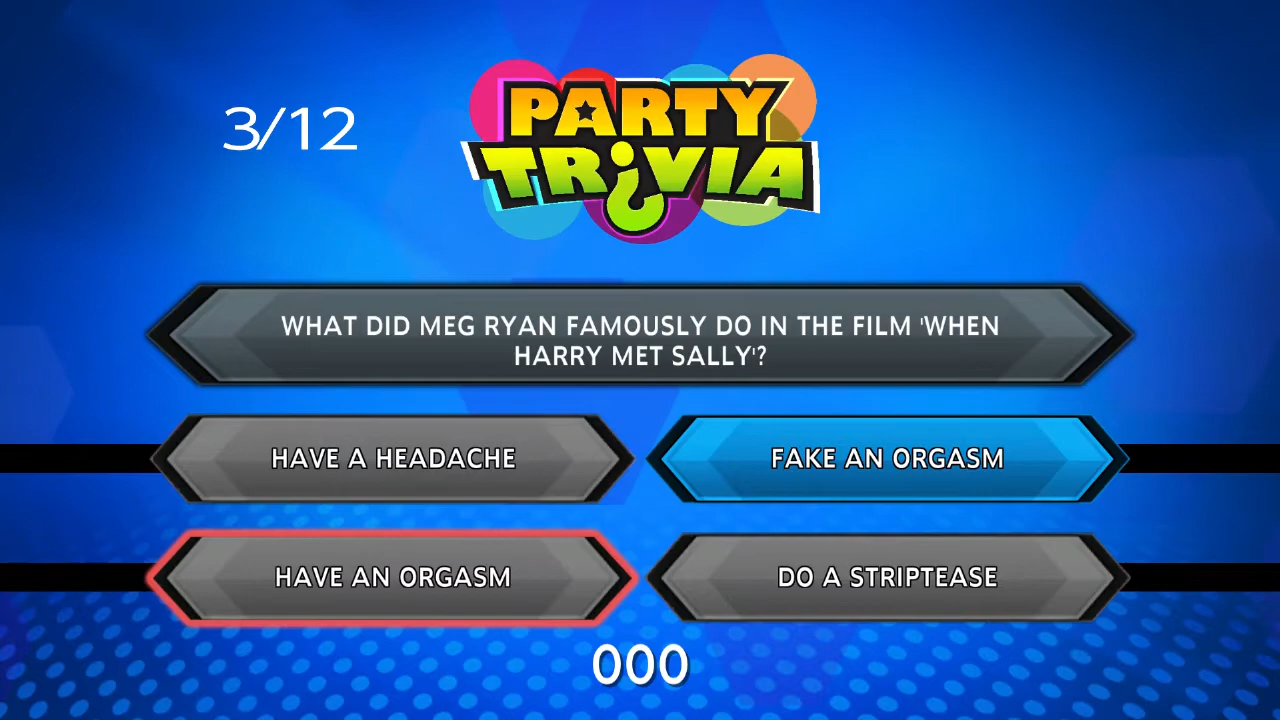 3/12
PARTY
TRiVIA
WHAT DID MEG RYAN FAMOUSLY DO IN THE FILM 'WHEN
HARRY MET SALLY'?
HAVE A HEADACHE
FAKE AN ORGASM
HAVE AN ORGASM
DO A STRIPTEASE
000